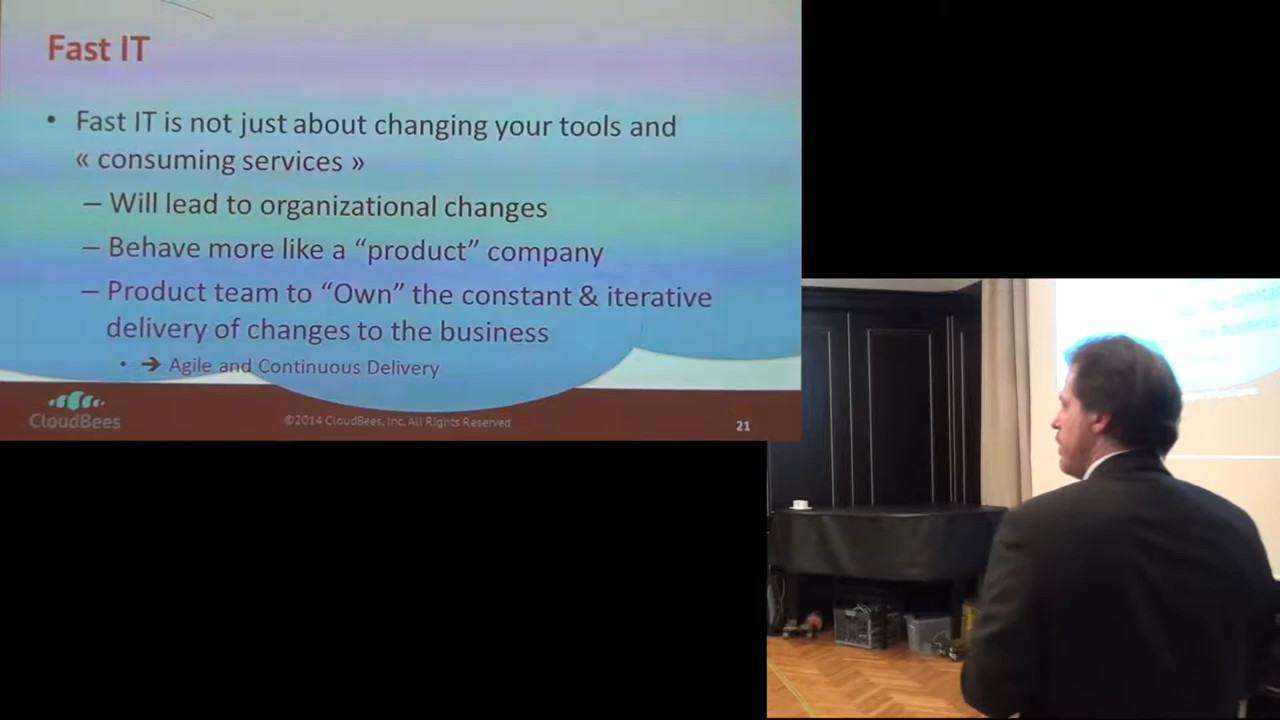 Fast IT
• Fast IT is not just about changing your tools and
« consuming services »
– Will lead to organizational changes
– Behave more like a “product” company
– Product team to “Own” the constant & iterative
delivery of changes to the business
• ➔ Agile and Continuous Delivery
CloudBees
©2014 CloudBees, Inc. All Rights Reserved
21